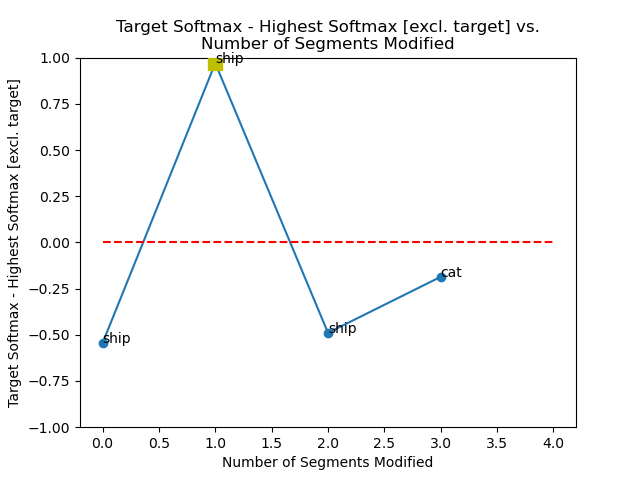 Target Softmax - Highest Softmax [excl. target] vs.
Number of Segments Modified
Target Softmax - Highest Softmax [excl. target]
1.00
0.75
0.50
0.25
0.00
−0.25
−0.50
−0.75
−1.00
ship
ship
ship
cat
0.0 0.5 1.0 1.5 2.0 2.5 3.0 3.5 4.0
Number of Segments Modified